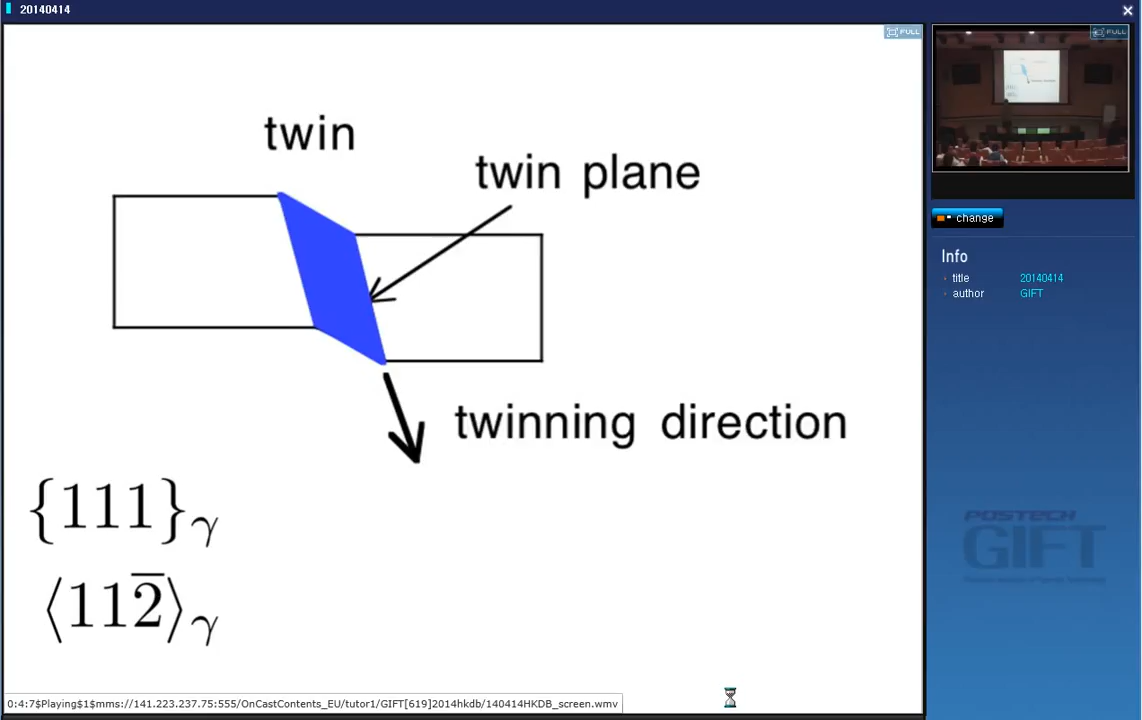 20140414
FULL
FULL
twin
twin plane
twinning direction
{111}γ
⟨112̅⟩γ
change
Info
title 20140414
author GIFT
POSTECH
GIFT
0:4:7$Playing$1$mms://141.223.237.75:555/OnCastContents_EU/tutor1/GIFT[619]2014hkdb/140414HKDB_screen.wmv